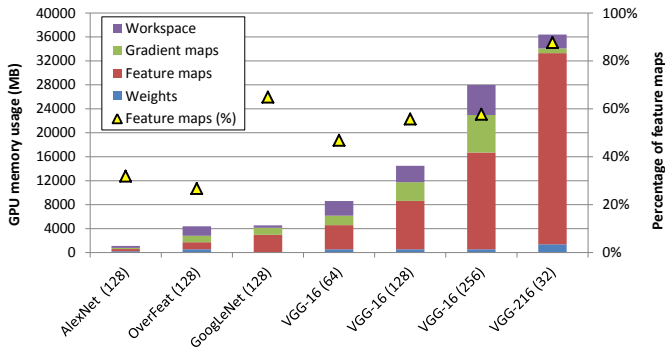 GPU memory usage (MB)
40000
36000
32000
28000
24000
20000
16000
12000
8000
4000
0
Workspace
Gradient maps
Feature maps
Weights
Feature maps (%)
100%
80%
60%
40%
20%
0%
Percentage of feature maps
AlexNet (128)
OverFeat (128)
GoogLeNet (128)
VGG-16 (64)
VGG-16 (128)
VGG-16 (256)
VGG-216 (32)